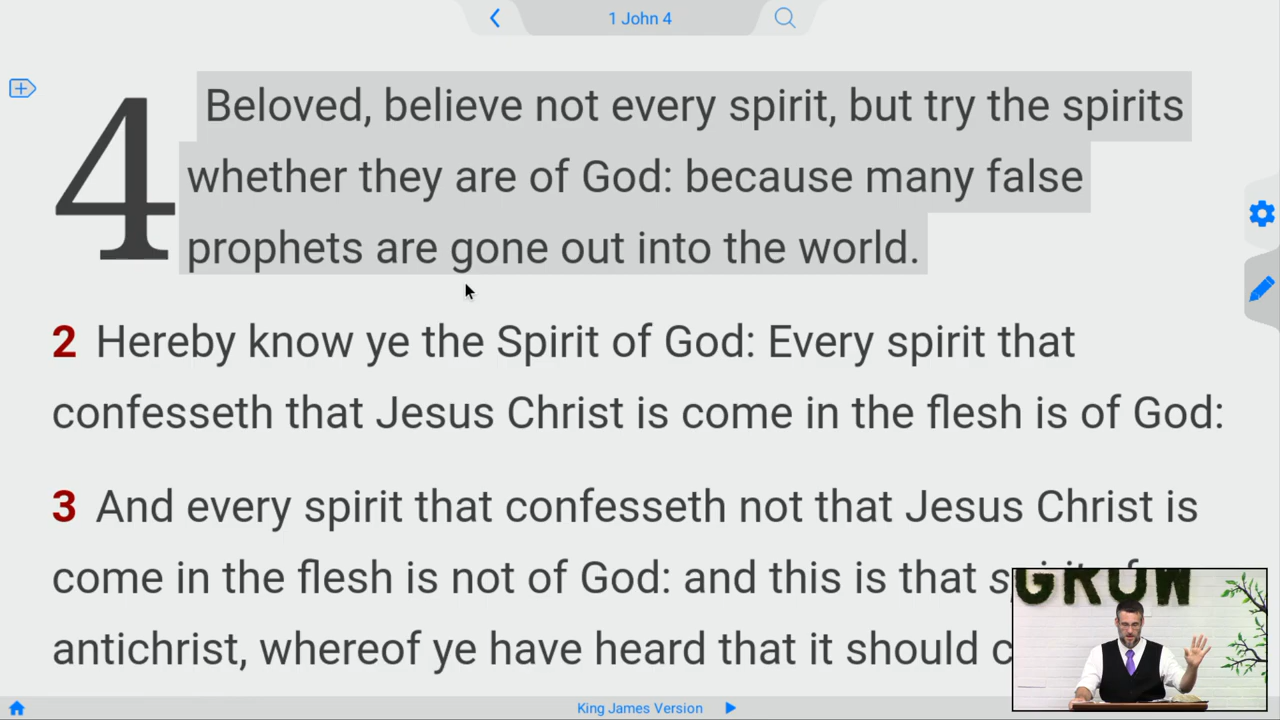 1 John 4
4 Beloved, believe not every spirit, but try the spirits
whether they are of God: because many false
prophets are gone out into the world.
2 Hereby know ye the Spirit of God: Every spirit that
confesseth that Jesus Christ is come in the flesh is of God:
3 And every spirit that confesseth not that Jesus Christ is
come in the flesh is not of God: and this is that
antichrist, whereof ye have heard that it should
GROW
King James Version